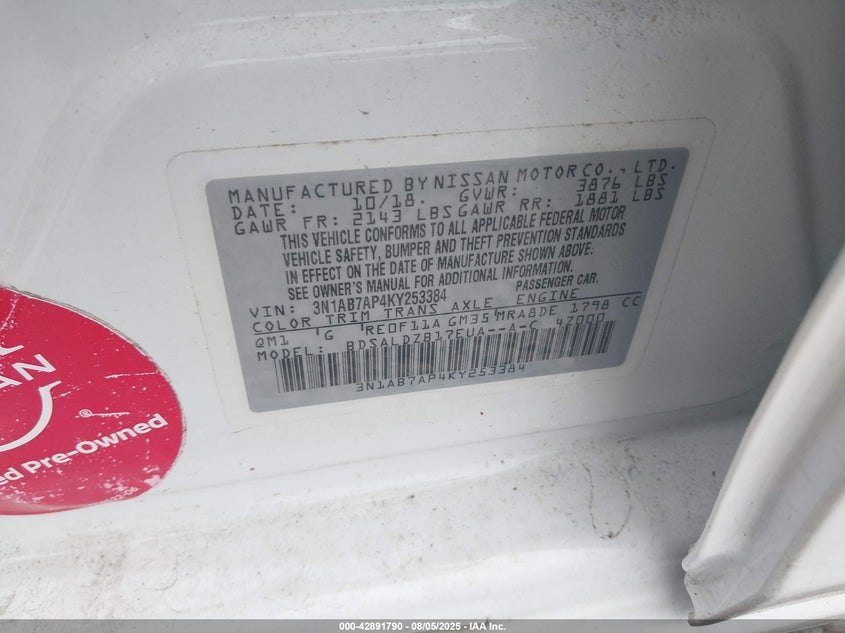 MANUFACTURED BY NISSAN MOTOR CO., LTD.
DATE: 10/18. GVWR: 3876 LBS
GAWR FR: 2143 LBS GAWR RR: 1881 LBS
THIS VEHICLE CONFORMS TO ALL APPLICABLE FEDERAL MOTOR
VEHICLE SAFETY, BUMPER AND THEFT PREVENTION STANDARDS
IN EFFECT ON THE DATE OF MANUFACTURE SHOWN ABOVE.
SEE OWNER'S MANUAL FOR ADDITIONAL INFORMATION.
VIN: 3N1AB7AP4KY253384 PASSENGER CAR.
COLOR TRIM TRANS AXLE ENGINE
QM1 'G RE0F11A GM35 MRA8DE 1798 CC
MODEL: BDSALDZB17EUA--A-C 47000
3N1AB7AP4KY253384
Pre-Owned
®
000-42891790 - 08/05/2025 - IAA Inc.